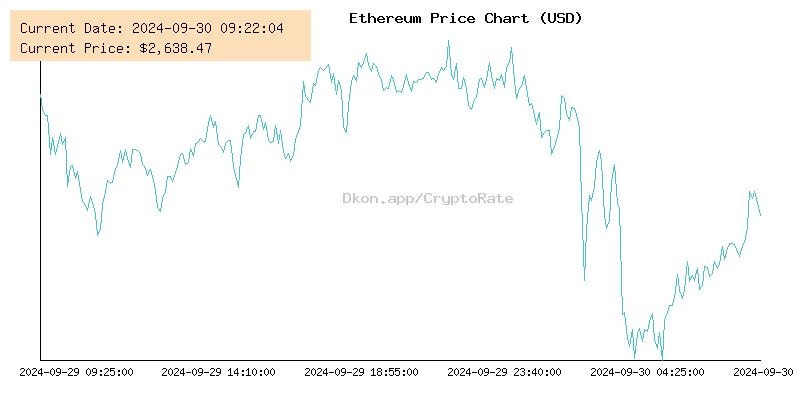 Ethereum Price Chart (USD)
Current Date: 2024-09-30 09:22:04
Current Price: $2,638.47
Dkon.app/CryptoRate
2024-09-29 09:25:00 2024-09-29 14:10:00 2024-09-29 18:55:00 2024-09-29 23:40:00 2024-09-30 04:25:00 2024-09-30